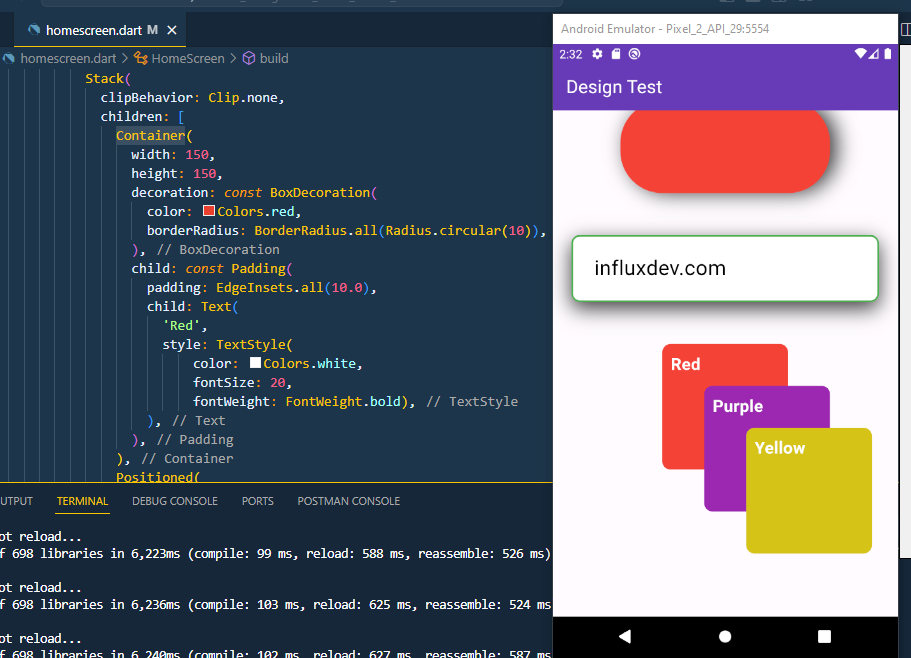 homescreen.dart M ×
homescreen.dart > HomeScreen > build
Stack(
clipBehavior: Clip.none,
children: [
Container(
width: 150,
height: 150,
decoration: const BoxDecoration(
color: Colors.red,
borderRadius: BorderRadius.all(Radius.circular(10)),
), // BoxDecoration
child: const Padding(
padding: EdgeInsets.all(10.0),
child: Text(
'Red',
style: TextStyle(
color: Colors.white,
fontSize: 20,
fontWeight: FontWeight.bold), // TextStyle
), // Text
), // Padding
), // Container
Positioned(
UTPUT TERMINAL DEBUG CONSOLE PORTS POSTMAN CONSOLE
ot reload...
f 698 libraries in 6,223ms (compile: 99 ms, reload: 588 ms, reassemble: 526 ms)
ot reload...
f 698 libraries in 6,236ms (compile: 103 ms, reload: 625 ms, reassemble: 524 ms
ot reload...
f 698 libraries in 6,240ms (compile: 102 ms, reload: 627 ms, reassemble: 587 ms
Android Emulator - Pixel_2_API_29:5554
2:32
Design Test
influxdev.com
Red
Purple
Yellow